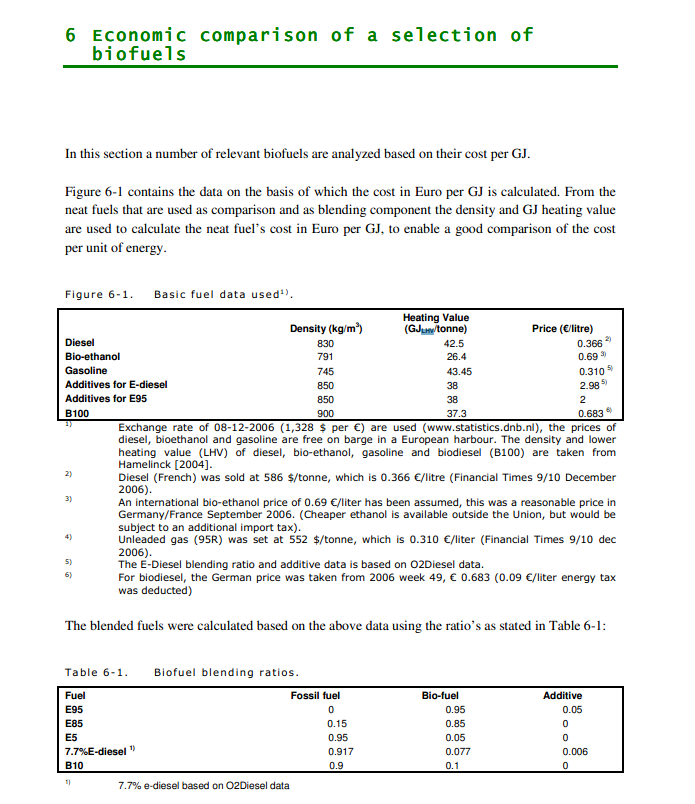 6 Economic comparison of a selection of
biofuels
In this section a number of relevant biofuels are analyzed based on their cost per GJ.
Figure 6-1 contains the data on the basis of which the cost in Euro per GJ is calculated. From the
neat fuels that are used as comparison and as blending component the density and GJ heating value
are used to calculate the neat fuel's cost in Euro per GJ, to enable a good comparison of the cost
per unit of energy.
Figure 6-1. Basic fuel data used1).
Heating Value
Density (kg/m3) (GJLHV/tonne) Price (€/litre)
Diesel 830 42.5 0.366 2)
Bio-ethanol 791 26.4 0.69 3)
Gasoline 745 43.45 0.310 5)
Additives for E-diesel 850 38 2.98 5)
Additives for E95 850 38 2
B100 900 37.3 0.683 6)
1) Exchange rate of 08-12-2006 (1,328 $ per €) are used (www.statistics.dnb.nl), the prices of
diesel, bioethanol and gasoline are free on barge in a European harbour. The density and lower
heating value (LHV) of diesel, bio-ethanol, gasoline and biodiesel (B100) are taken from
Hamelinck [2004].
2) Diesel (French) was sold at 586 $/tonne, which is 0.366 €/litre (Financial Times 9/10 December
2006).
3) An international bio-ethanol price of 0.69 €/liter has been assumed, this was a reasonable price in
Germany/France September 2006. (Cheaper ethanol is available outside the Union, but would be
subject to an additional import tax).
4) Unleaded gas (95R) was set at 552 $/tonne, which is 0.310 €/liter (Financial Times 9/10 dec
2006).
5) The E-Diesel blending ratio and additive data is based on O2Diesel data.
6) For biodiesel, the German price was taken from 2006 week 49, € 0.683 (0.09 €/liter energy tax
was deducted)
The blended fuels were calculated based on the above data using the ratio's as stated in Table 6-1:
Table 6-1. Biofuel blending ratios.
Fuel Fossil fuel Bio-fuel Additive
E95 0 0.95 0.05
E85 0.15 0.85 0
E5 0.95 0.05 0
7.7%E-diesel 1) 0.917 0.077 0.006
B10 0.9 0.1 0
1) 7.7% e-diesel based on O2Diesel data